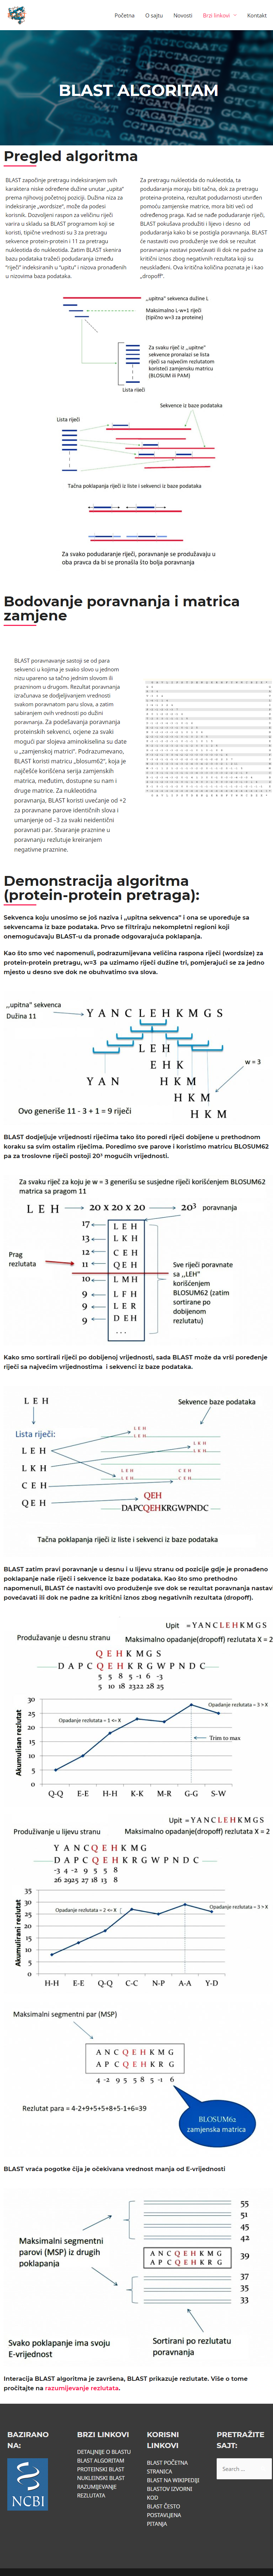 Početna O sajtu Novosti Brzi linkovi Kontakt
BLAST ALGORITAM
Pregled algoritma
BLAST započinje pretragu indeksiranjem svih
karaktera niske određene dužine unutar „upita"
prema njihovoj početnoj poziciji. Dužina niza za
indeksiranje „wordsize", može da podesi
korisnik. Dozvoljeni raspon za veličinu riječi
varira u skladu sa BLAST programom koji se
koristi, tipične vrednosti su 3 za pretragu
sekvence protein-protein i 11 za pretragu
nukleotida do nukleotida. Zatim BLAST skenira
bazu podataka tražeći podudaranja između
"riječi" indeksiranih u "upitu" i nizova pronađenih
u nizovima baza podataka.
Za pretragu nukleotida do nukleotida, ta
podudaranja moraju biti tačna, dok za pretragu
proteina-proteina, rezultat podudarnosti utvrđen
pomoću zamjenske matrice, mora biti veći od
određenog praga. Kad se nađe podudaranje riječi,
BLAST pokušava produžiti i lijevo i desno od
podudaranja kako bi se postigla poravnanja. BLAST
će nastaviti ovo produženje sve dok se rezultat
poravnanja nastavi povećavati ili dok ne padne za
kritični iznos zbog negativnih rezultata koji su
neusklađeni. Ova kritična količina poznata je i kao
„dropoff".
„upitna" sekvenca dužine L
Maksimalno L-w+1 riječi
(tipično w=3 za proteine)
Za svaku riječ iz „upitne"
sekvence pronalazi se lista
riječi sa najvećim rezultatom
koristeći zamjensku matricu
(BLOSUM ili PAM)
Lista riječi
Sekvence iz baze podataka
Lista riječi
Tačna poklapanja riječi iz liste i sekvenci iz baze podataka
Za svako podudaranje riječi, poravnanje se produžavaju u
oba pravca da bi se pronašla što bolja poravnanja
Bodovanje poravnanja i matrica
zamjene
BLAST poravnavanje sastoji se od para
sekvenci u kojima je svako slovo u jednom
nizu upareno sa tačno jednim slovom ili
prazninom u drugom. Rezultat poravnanja
izračunava se dodjeljivanjem vrednosti
svakom poravnatom paru slova, a zatim
sabiranjem svih vrednosti po dužini
poravnanja. Za podešavanja poravnanja
proteinskih sekvenci, ocjene za svaki
mogući par slojeva aminokiselina su date
u „zamjenskoj matrici". Podrazumevano,
BLAST koristi matricu „blosum62", koja je
najčešće korišćena serija zamjenskih
matrica, međutim, dostupne su nam i
druge matrice. Za nukleotidna
poravnanja, BLAST koristi uvećanje od +2
za poravnane parove identičnih slova i
umanjenje od –3 za svaki neidentični
poravnati par. Stvaranje praznine u
poravnanju rezlutuje kreiranjem
negativne praznine.
Demonstracija algoritma
(protein-protein pretraga):
Sekvenca koju unosimo se još naziva i „upitna sekvenca" i ona se upoređuje sa
sekvencama iz baze podataka. Prvo se filtriraju nekompletni regioni koji
onemogućavaju BLAST-u da pronađe odgovarajuća poklapanja.
Kao što smo već napomenuli, podrazumijevana veličina raspona riječi (wordsize) za
protein-protein pretragu, w=3 pa uzimamo riječi dužine tri, pomjerajući se za jedno
mjesto u desno sve dok ne obuhvatimo sva slova.
„upitna" sekvenca
Dužina 11
Y A N C L E H K M G S
w = 3
Y A N
E H K
H K M
H K M
H K M
Ovo generiše 11 - 3 + 1 = 9 riječi
BLAST dodjeljuje vrijednosti riječima tako što poredi riječi dobijene u prethodnom
koraku sa svim ostalim riječima. Poredimo sve parove i koristimo matricu BLOSUM62
pa za troslovne riječi postoji 20³ mogućih vrijednosti.
Za svaku riječ za koju je w = 3 generišu se susjedne riječi korišćenjem BLOSUM62
matrica sa pragom 11
L E H 20 x 20 x 20 20³ poravnanja
17 L E H
13 L K H
12 C E H
11 Q E H
10 L M H
9 L F H
9 L E R
9 D E H
. . .
Prag
rezlutata
Sve riječi poravnate
sa „LEH"
korišćenjem
BLOSUM62 (zatim
sortirane po
dobijenom
rezlutatu)
Kako smo sortirali riječi po dobijenoj vrijednosti, sada BLAST može da vrši poređenje
riječi sa najvećim vrijednostima i sekvenci iz baze podataka.
L E H
Sekvence baze podataka
Lista riječi:
L E H
L K H
C E H
Q E H
L E H
L E H
L K H
L K H
L E H
L E H
C E H
C E H
QEH
DAPCQEHKRGWPNDC
Tačna poklapanja riječi iz liste i sekvenci iz baze podataka
BLAST zatim pravi poravnanje u desnu i u lijevu stranu od pozicije gdje je pronađeno
poklapanje naše riječi i sekvence iz baze podataka. Kao što smo prethodno
napomenuli, BLAST će nastaviti ovo produženje sve dok se rezultat poravnanja nastavi
povećavati ili dok ne padne za kritični iznos zbog negativnih rezultata (dropoff).
Upit =YANCLEHKMGS
Produžavanje u desnu stranu Maksimalno opadanje(dropoff) rezlutata X = 2
Q E H K M G S
D A P C Q E H K R G W P N D C
5 5 8 5 -1 6 -3
5 10 18 2322 28 25
Akumulisan rezlutat
30
25
20
15
10
5
0
Opadanje rezlutata = 3 > X
Opadanje rezlutata = 1 <= X
Trim to max
Q-Q E-E H-H K-K M-R G-G S-W
Upit =YANCLEHKMGS
Produživanje u lijevu stranu Maksimalno opadanje(dropoff) rezlutata X = 2
Y A N C Q E H K M G
D A P C Q E H K R G W P N D C
-3 4 -2 9 5 5 8
26 2925 27 18 13 8
Akumulirani rezlutat
35
30
25
20
15
10
5
0
Opadanje rezlutata = 2 <= X
Opadanje rezlutata = 3 > X
H-H E-E Q-Q C-C N-P A-A Y-D
Maksimalni segmentni par (MSP)
A N C Q E H K M G
A P C Q E H K R G
4 -2 9 5 5 8 5 -1 6
Rezlutat para = 4-2+9+5+5+8+5-1+6=39
BLOSUM62
zamjenska matrica
BLAST vraća pogotke čija je očekivana vrednost manja od E-vrijednosti
Maksimalni segmentni
parovi (MSP) iz drugih
poklapanja
55
51
45
42
A N C Q E H K M G
A P C Q E H K R G
39
37
35
33
Svako poklapanje ima svoju
E-vrijednost
Sortirani po rezlutatu
poravnanja
Interacija BLAST algoritma je završena, BLAST prikazuje rezlutate. Više o tome
pročitajte na razumijevanje rezlutata.
BAZIRANO
NA:
NCBI
BRZI LINKOVI
DETALJNIJE O BLASTU
BLAST ALGORITAM
PROTEINSKI BLAST
NUKLEINSKI BLAST
RAZUMIJEVANJE
REZLUTATA
KORISNI
LINKOVI
BLAST POČETNA
STRANICA
BLAST NA WIKIPEDIJI
BLASTOV IZVORNI
KOD
BLAST ČESTO
POSTAVLJENA
PITANJA
PRETRAŽITE
SAJT:
Search ...